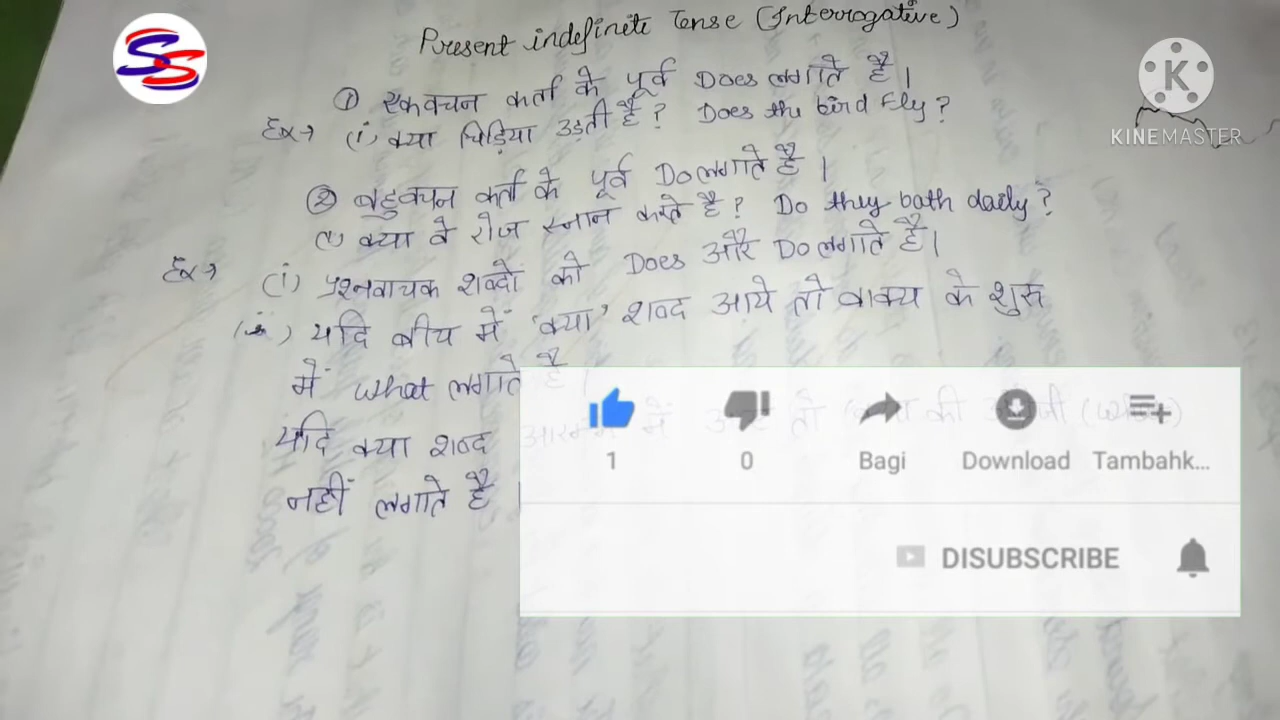 SS
Present indefinite Tense (Interrogative)
K
KINEMASTER
① एकवचन कर्ता के पूर्व Does लगाते है।
Ex→ (i) क्या चिड़िया उड़ती है? Does the bird fly?
② बहुवचन कर्ता के पूर्व Do लगाते है।
Ex→ (i) क्या वे रोज स्नान करते है? Do they bath daily?
(i) प्रश्नवाचक शब्दो को Does और Do लगाते है।
यदि बीच में 'क्या' शब्द आये तो वाक्य के शुरू
में what लगाते है।
यदि क्या शब्द आरम्भ में तो की
नहीं लगाते है
1 0 Bagi Download Tambahk...
DISUBSCRIBE